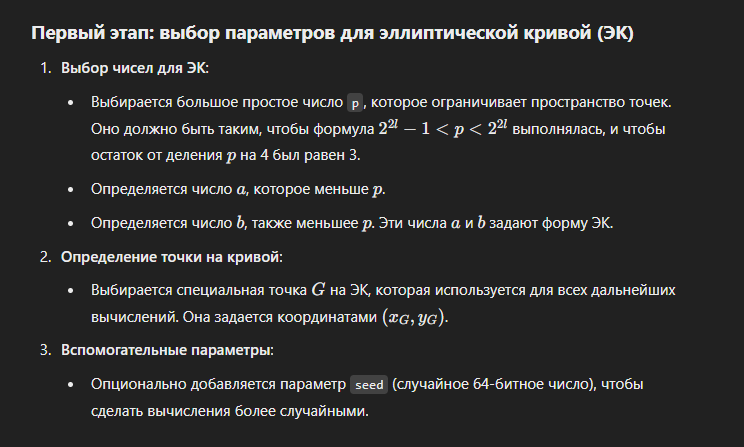 Первый этап: выбор параметров для эллиптической кривой (ЭК)
1. Выбор чисел для ЭК:
• Выбирается большое простое число p, которое ограничивает пространство точек.
Оно должно быть таким, чтобы формула 2^{2l} − 1 < p < 2^{2l} выполнялась, и чтобы
остаток от деления p на 4 был равен 3.
• Определяется число a, которое меньше p.
• Определяется число b, также меньшее p. Эти числа a и b задают форму ЭК.
2. Определение точки на кривой:
• Выбирается специальная точка G на ЭК, которая используется для всех дальнейших
вычислений. Она задается координатами (x_G, y_G).
3. Вспомогательные параметры:
• Опционально добавляется параметр seed (случайное 64-битное число), чтобы
сделать вычисления более случайными.